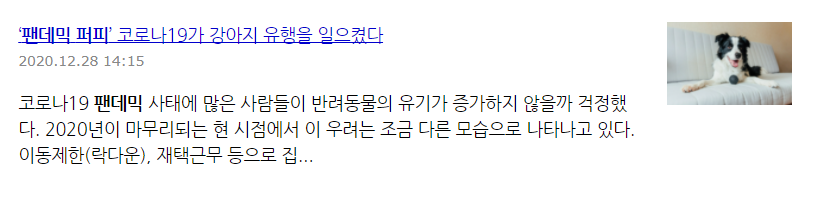 ‘팬데믹 퍼피’ 코로나19가 강아지 유행을 일으켰다
2020.12.28 14:15
코로나19 팬데믹 사태에 많은 사람들이 반려동물의 유기가 증가하지 않을까 걱정했
다. 2020년이 마무리되는 현 시점에서 이 우려는 조금 다른 모습으로 나타나고 있다.
이동제한(락다운), 재택근무 등으로 집...